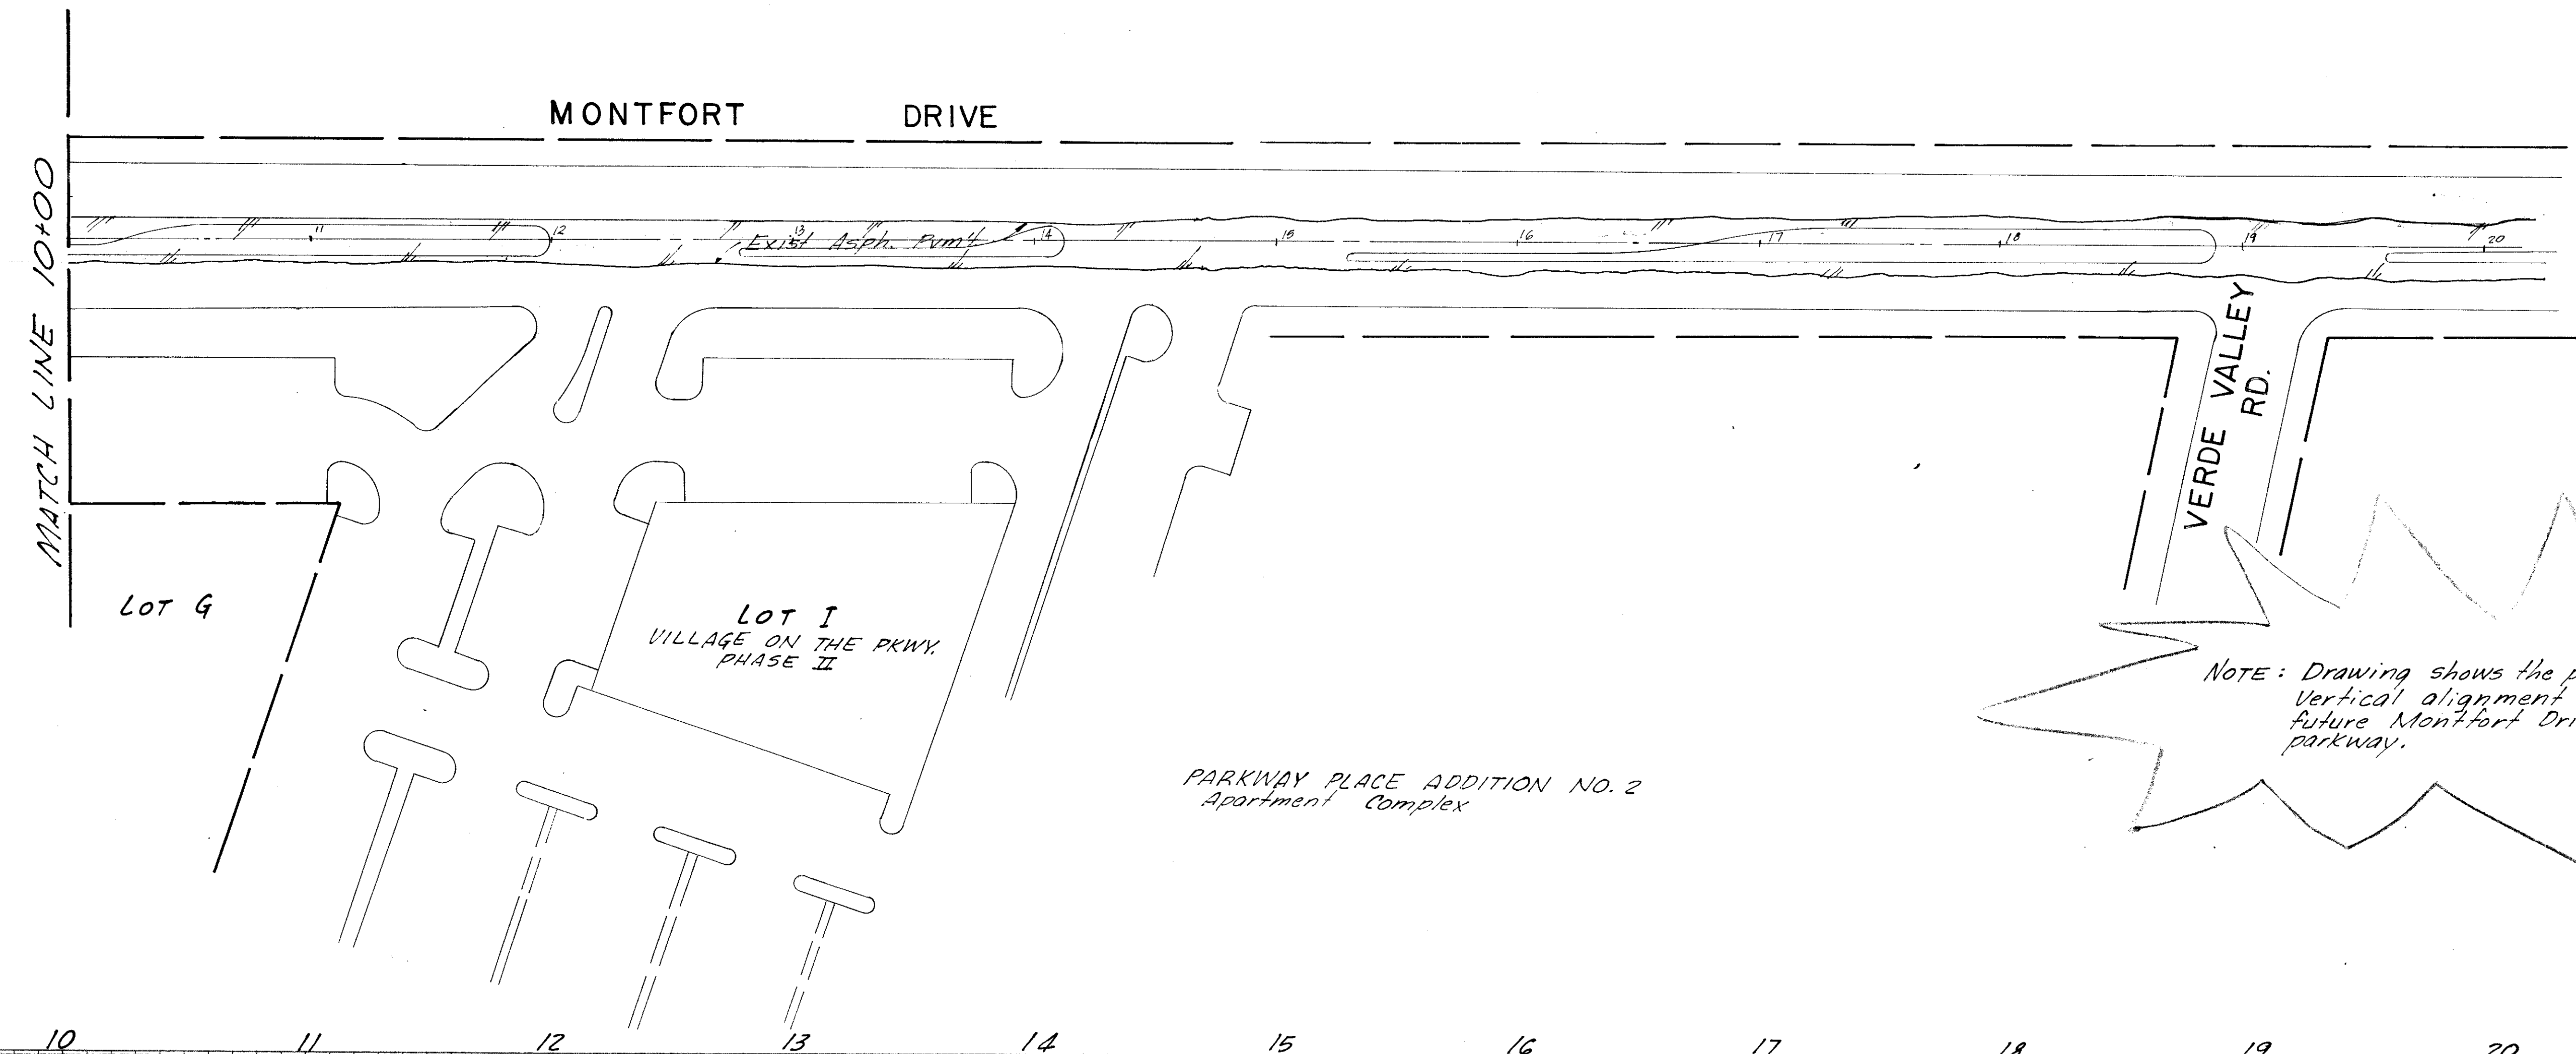 MONTFORT DRIVE
MATCH LINE 10+00
11 12 13 14 15 16 17 18 19 20
Exist Asph. Pvm't
VERDE VALLEY
RD.
LOT G
LOT I
VILLAGE ON THE PKWY.
PHASE II
NOTE: Drawing shows the
Vertical alignment
future Montfort
parkway.
PARKWAY PLACE ADDITION NO. 2
Apartment Complex
10 11 12 13 14 15 16 17 18 19 20